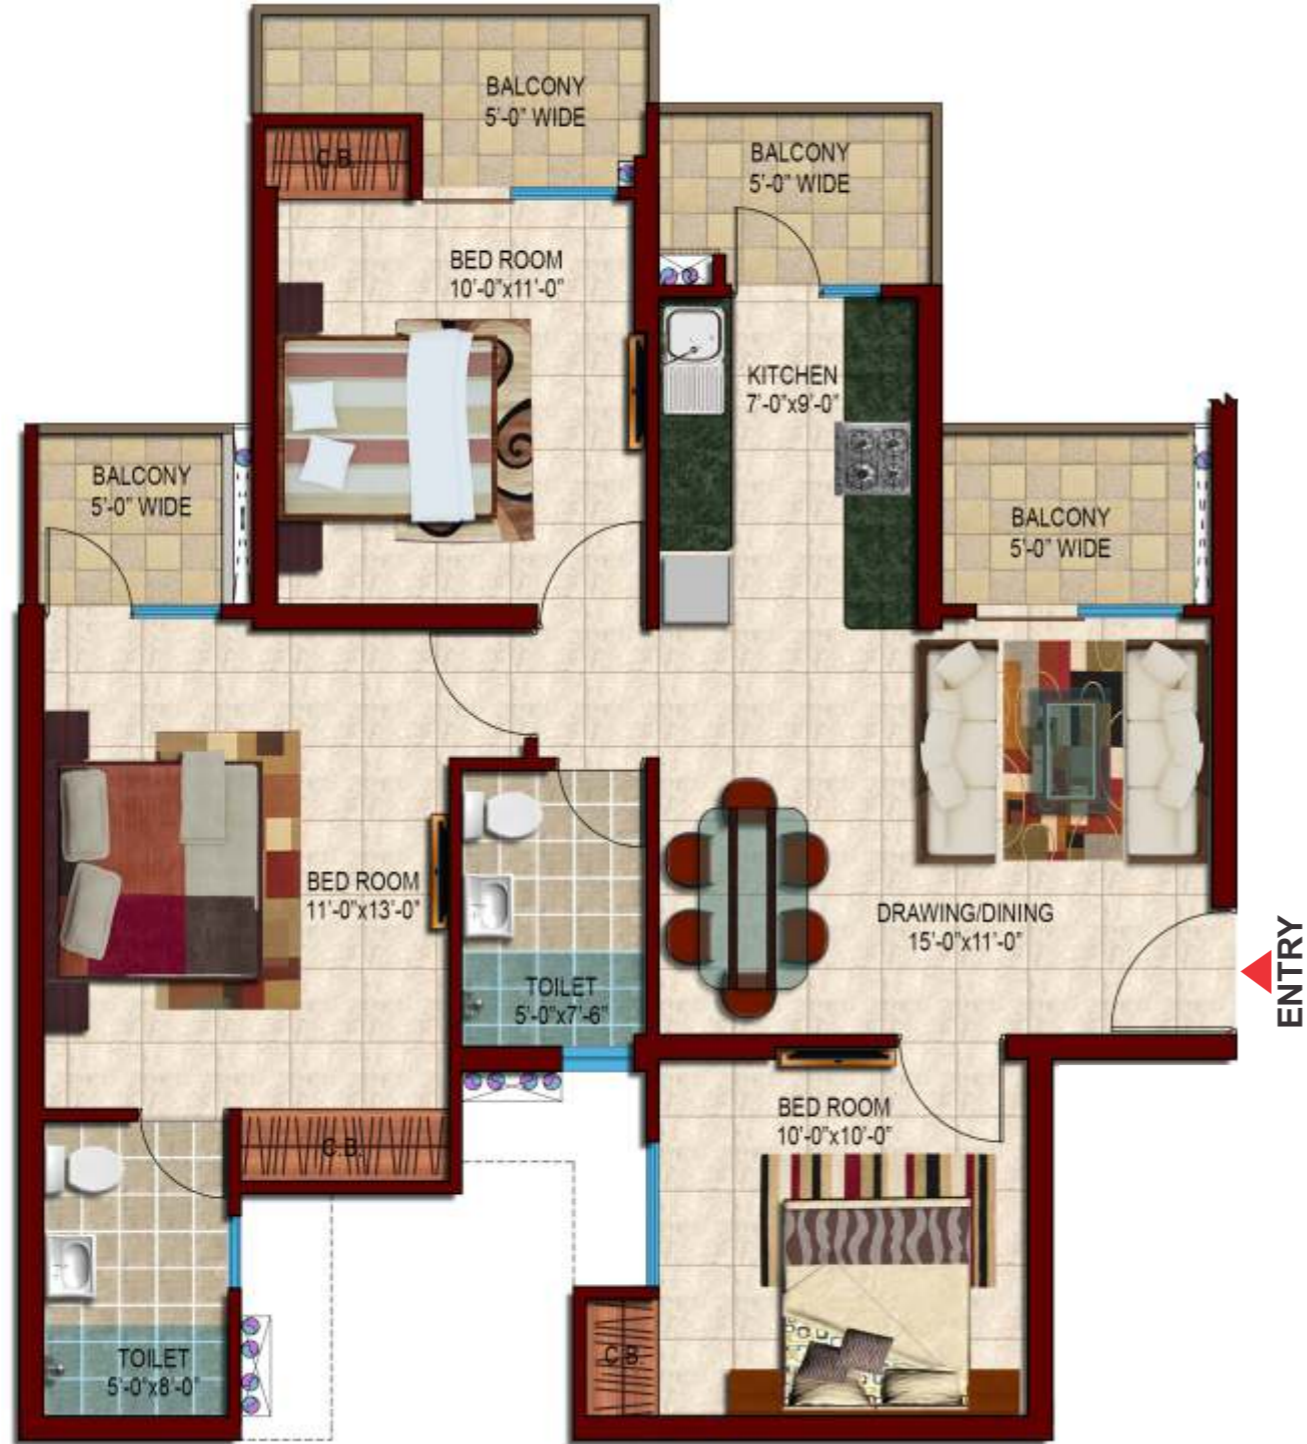 BALCONY
5'-0" WIDE
C.B.
BALCONY
5'-0" WIDE
BED ROOM
10'-0"x11'-0"
KITCHEN
7'-0"x9'-0"
BALCONY
5'-0" WIDE
BALCONY
5'-0" WIDE
BED ROOM
11'-0"x13'-0"
DRAWING/DINING
15'-0"x11'-0"
ENTRY
TOILET
5'-0"x7'-6"
BED ROOM
10'-0"x10'-0"
C.B.
TOILET
5'-0"x8'-0"
C.B.